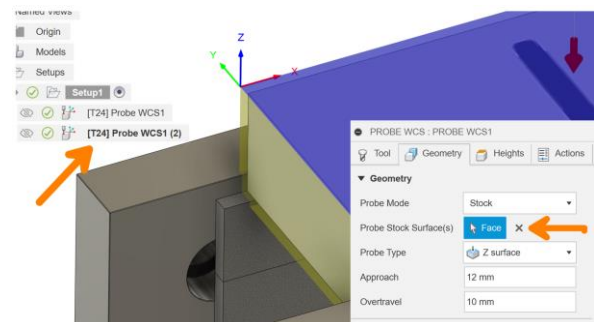 Named Views
Origin
Models
Setups
Setup1
[T24] Probe WCS1
[T24] Probe WCS1 (2)
Z
Y
X
PROBE WCS : PROBE WCS1
Tool Geometry Heights Actions
Geometry
Probe Mode Stock
Probe Stock Surface(s) Face
Probe Type Z surface
Approach 12 mm
Overtravel 10 mm